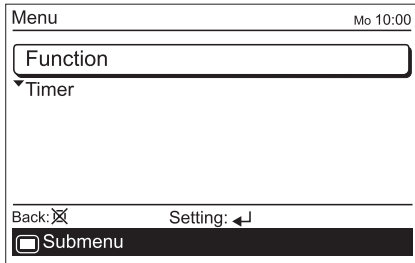 Menu Mo 10:00
Function
Timer
Back: Setting:
Submenu